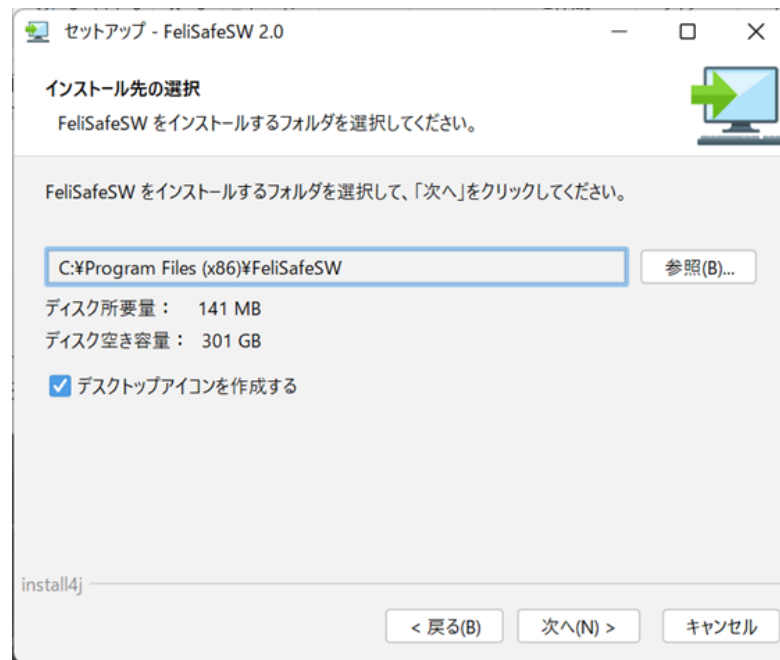 セットアップ - FeliSafeSW 2.0
インストール先の選択
FeliSafeSW をインストールするフォルダを選択してください。
FeliSafeSW をインストールするフォルダを選択して、「次へ」をクリックしてください。
C:¥Program Files (x86)¥FeliSafeSW
参照(B)...
ディスク所要量： 141 MB
ディスク空き容量： 301 GB
デスクトップアイコンを作成する
install4j
< 戻る(B)
次へ(N) >
キャンセル